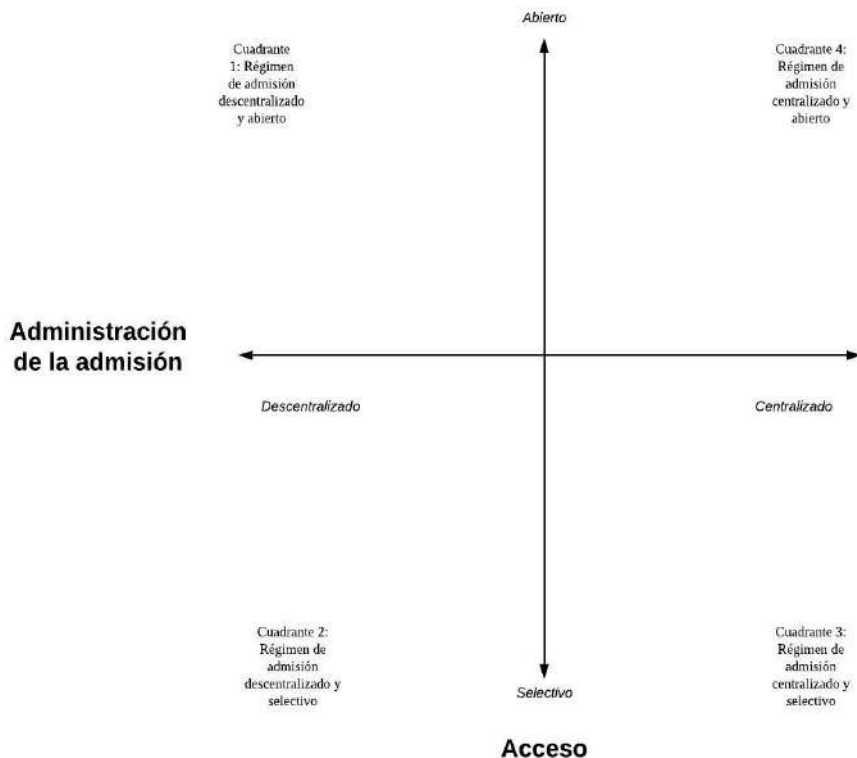 Abierto
Cuadrante
1: Régimen
de admisión
descentralizado
y abierto
Cuadrante 4:
Régimen de
admisión
centralizado y
abierto
Administración
de la admisión
Descentralizado
Centralizado
Cuadrante 2:
Régimen de
admisión
descentralizado y
selectivo
Cuadrante 3:
Régimen de
admisión
centralizado y
selectivo
Selectivo
Acceso